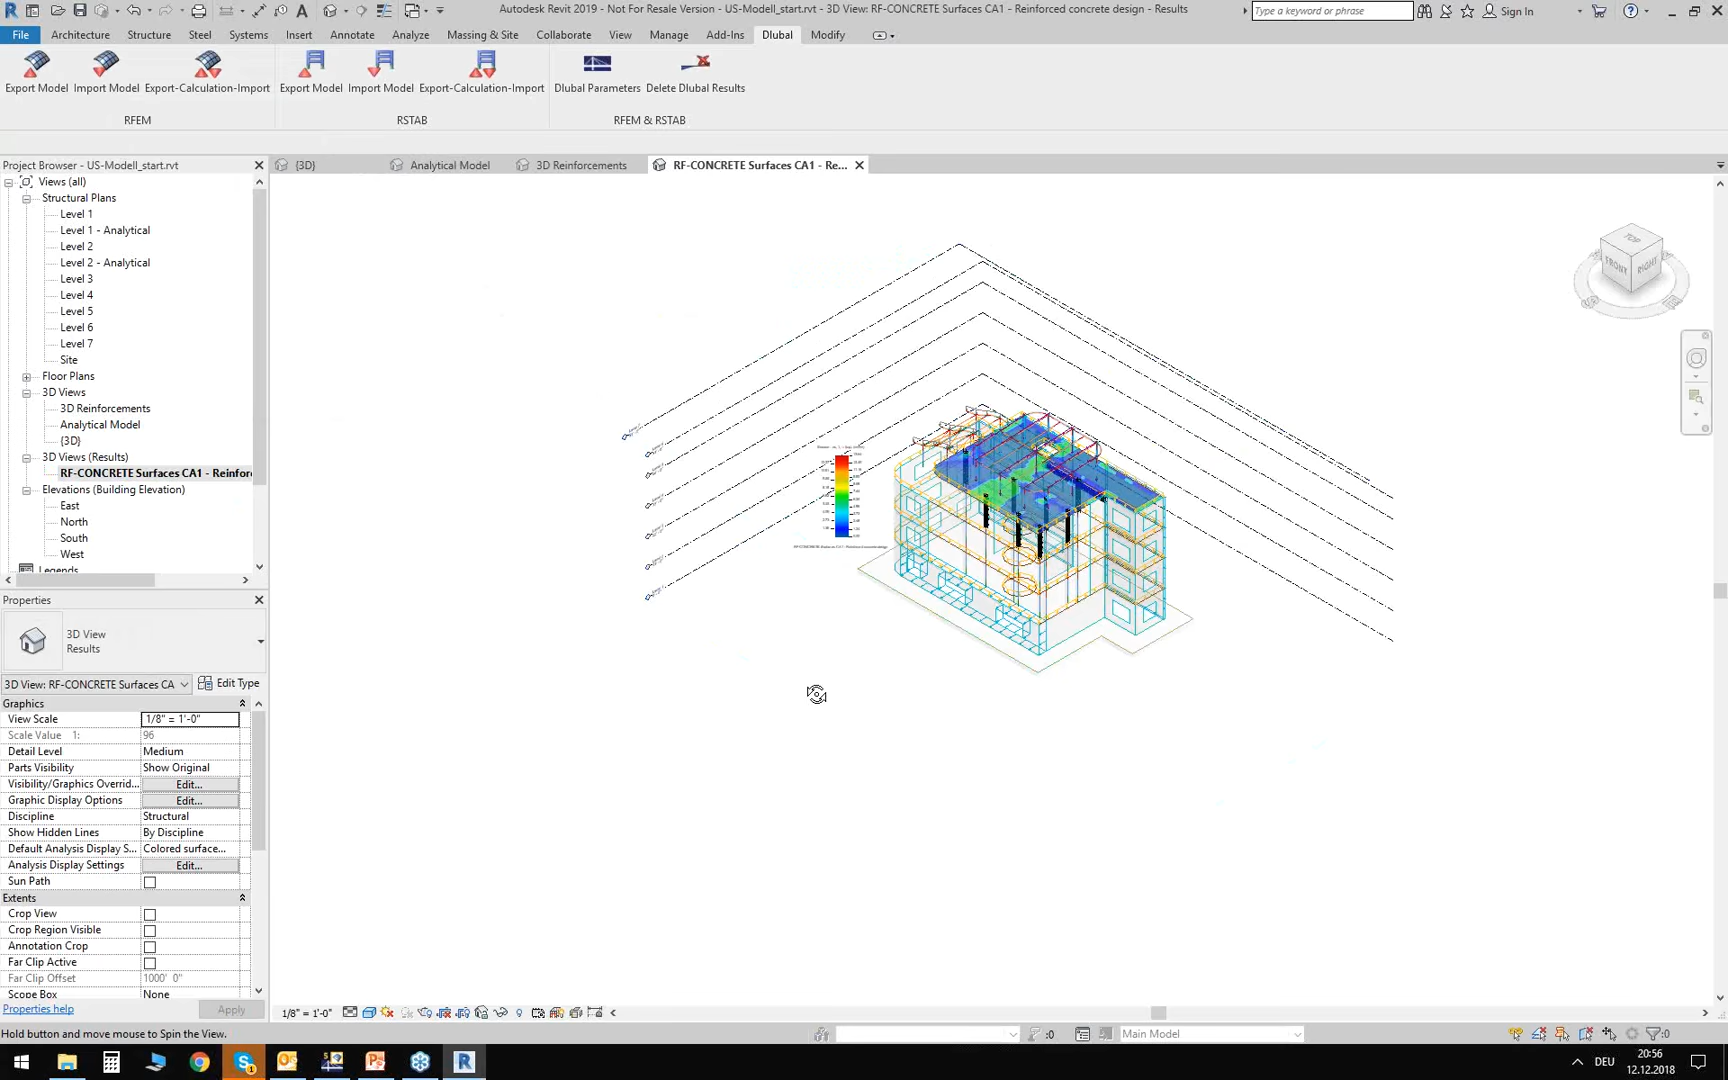 Autodesk Revit 2019 - Not For Resale Version - US-Modell_start.rvt - 3D View: RF-CONCRETE Surfaces CA1 - Reinforced concrete design - Results
Type a keyword or phrase
Sign In
File Architecture Structure Steel Systems Insert Annotate Analyze Massing & Site Collaborate View Manage Add-Ins Dlubal Modify
Export Model Import Model Export-Calculation-Import Export Model Import Model Export-Calculation-Import Dlubal Parameters Delete Dlubal Results
RFEM RSTAB RFEM & RSTAB
Project Browser - US-Modell_start.rvt
{3D} Analytical Model 3D Reinforcements RF-CONCRETE Surfaces CA1 - Re...
Views (all)
Structural Plans
Level 1
Level 1 - Analytical
Level 2
Level 2 - Analytical
Level 3
Level 4
Level 5
Level 6
Level 7
Site
Floor Plans
3D Views
3D Reinforcements
Analytical Model
{3D}
3D Views (Results)
RF-CONCRETE Surfaces CA1 - Reinfor
Elevations (Building Elevation)
East
North
South
West
Legends
TOP
FRONT
RIGHT
Properties
3D View
Results
3D View: RF-CONCRETE Surfaces CA
Edit Type
Graphics
View Scale 1/8" = 1'-0"
Scale Value 1: 96
Detail Level Medium
Parts Visibility Show Original
Visibility/Graphics Overrid... Edit...
Graphic Display Options Edit...
Discipline Structural
Show Hidden Lines By Discipline
Default Analysis Display S... Colored surface...
Analysis Display Settings Edit...
Sun Path
Extents
Crop View
Crop Region Visible
Annotation Crop
Far Clip Active
Far Clip Offset 1000' 0"
Scope Box None
Properties help
Apply
1/8" = 1'-0"
Hold button and move mouse to Spin the View.
:0
Main Model
:0
DEU
20:56
12.12.2018